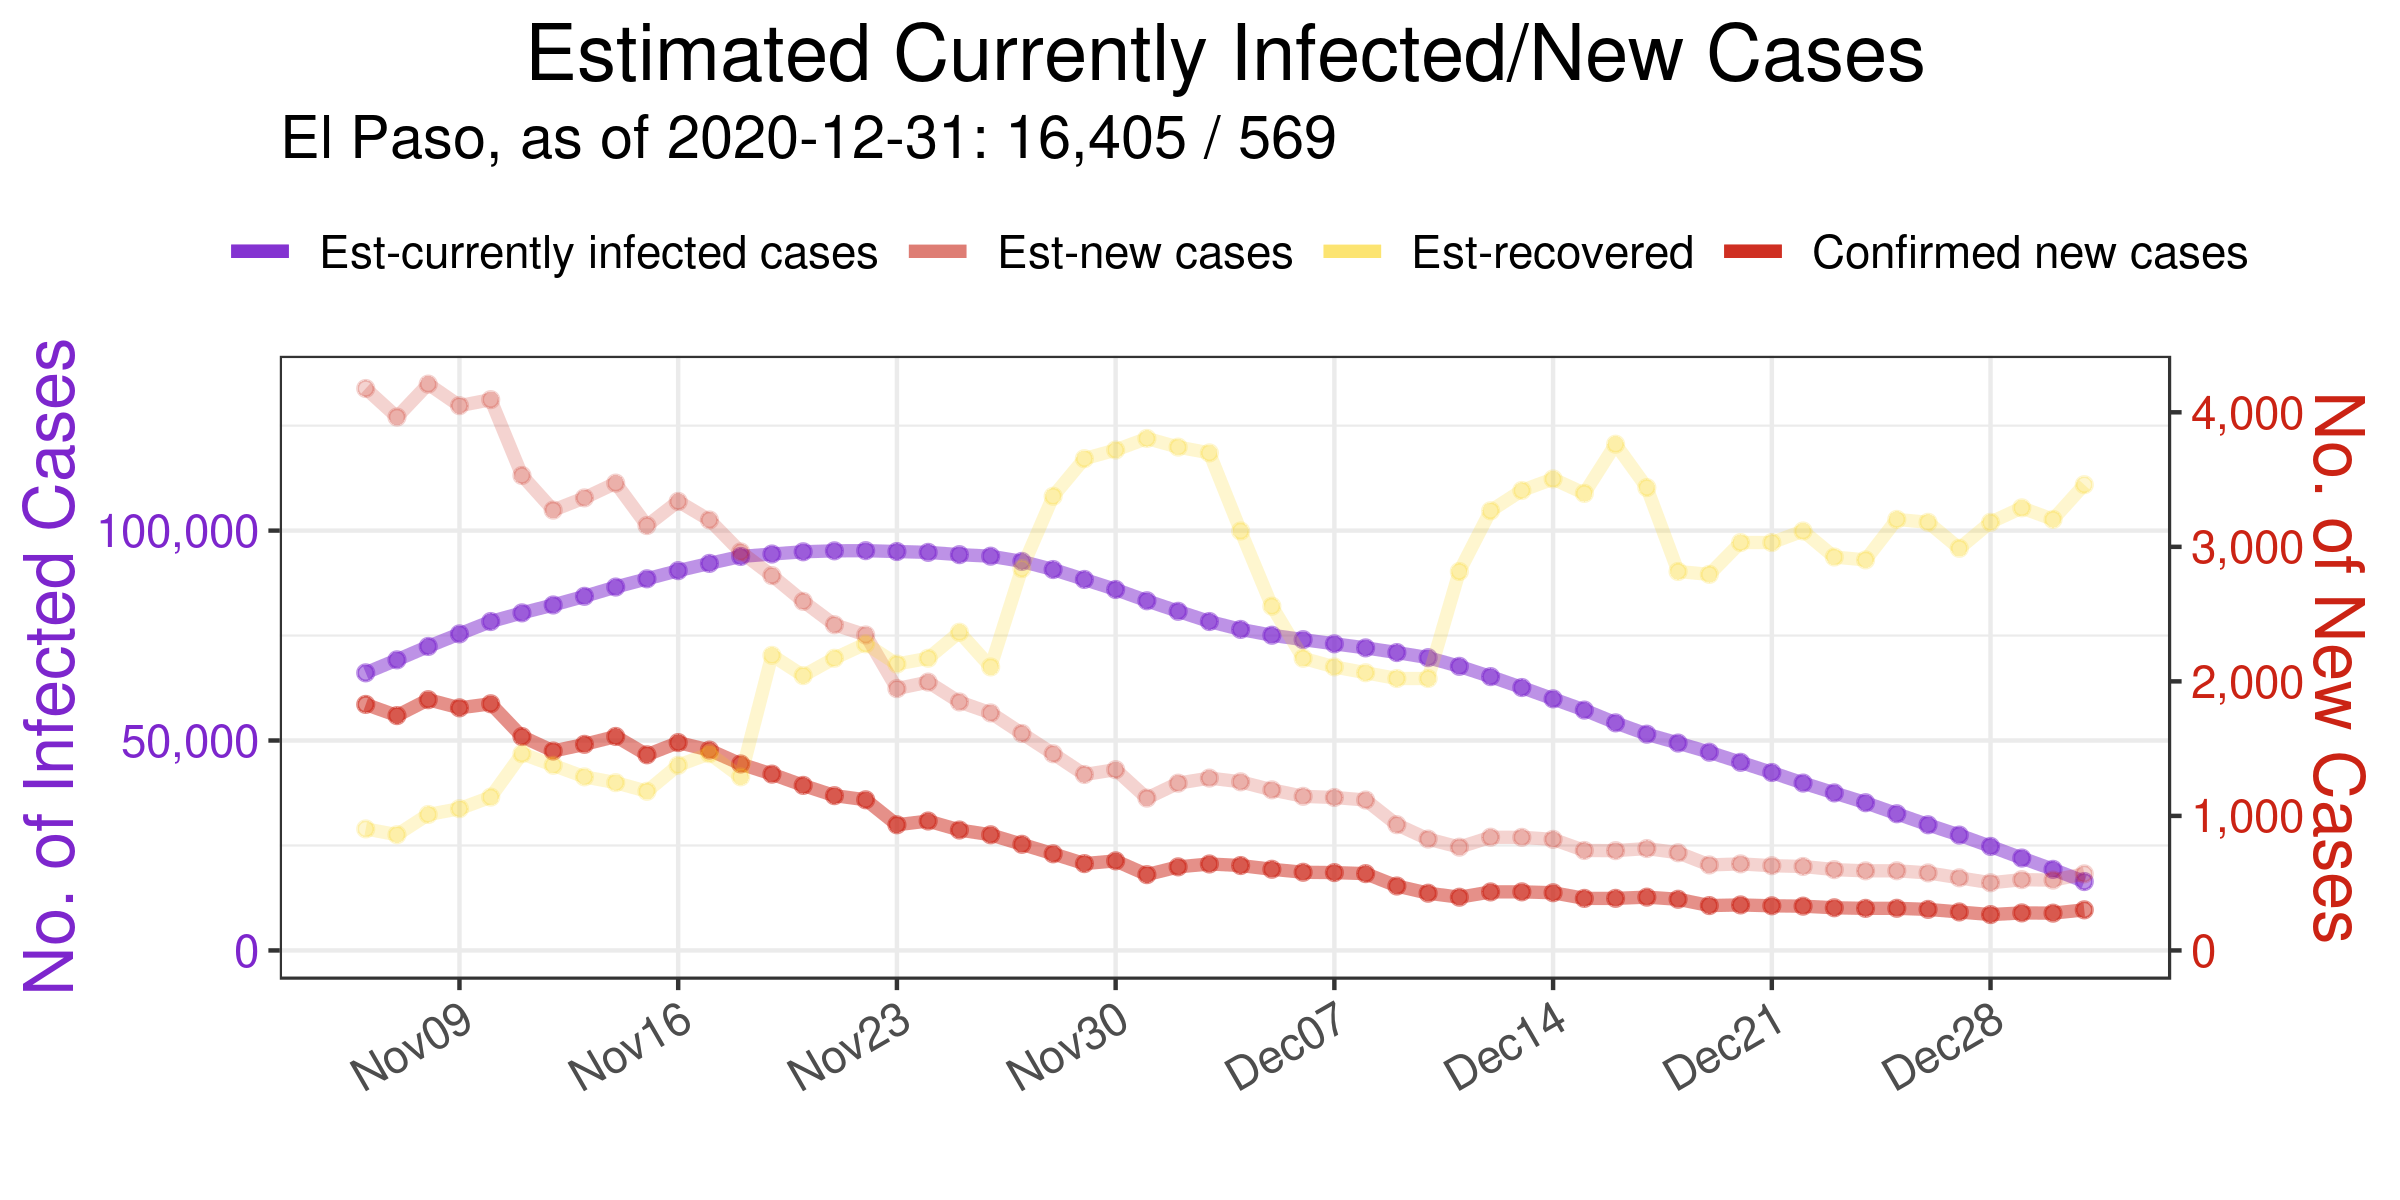 Estimated Currently Infected/New Cases
El Paso, as of 2020-12-31: 16,405 / 569
Est-currently infected cases Est-new cases Est-recovered Confirmed new cases
No. of Infected Cases
100,000
50,000
0
4,000
3,000
2,000
1,000
0
No. of New Cases
Nov09 Nov16 Nov23 Nov30 Dec07 Dec14 Dec21 Dec28